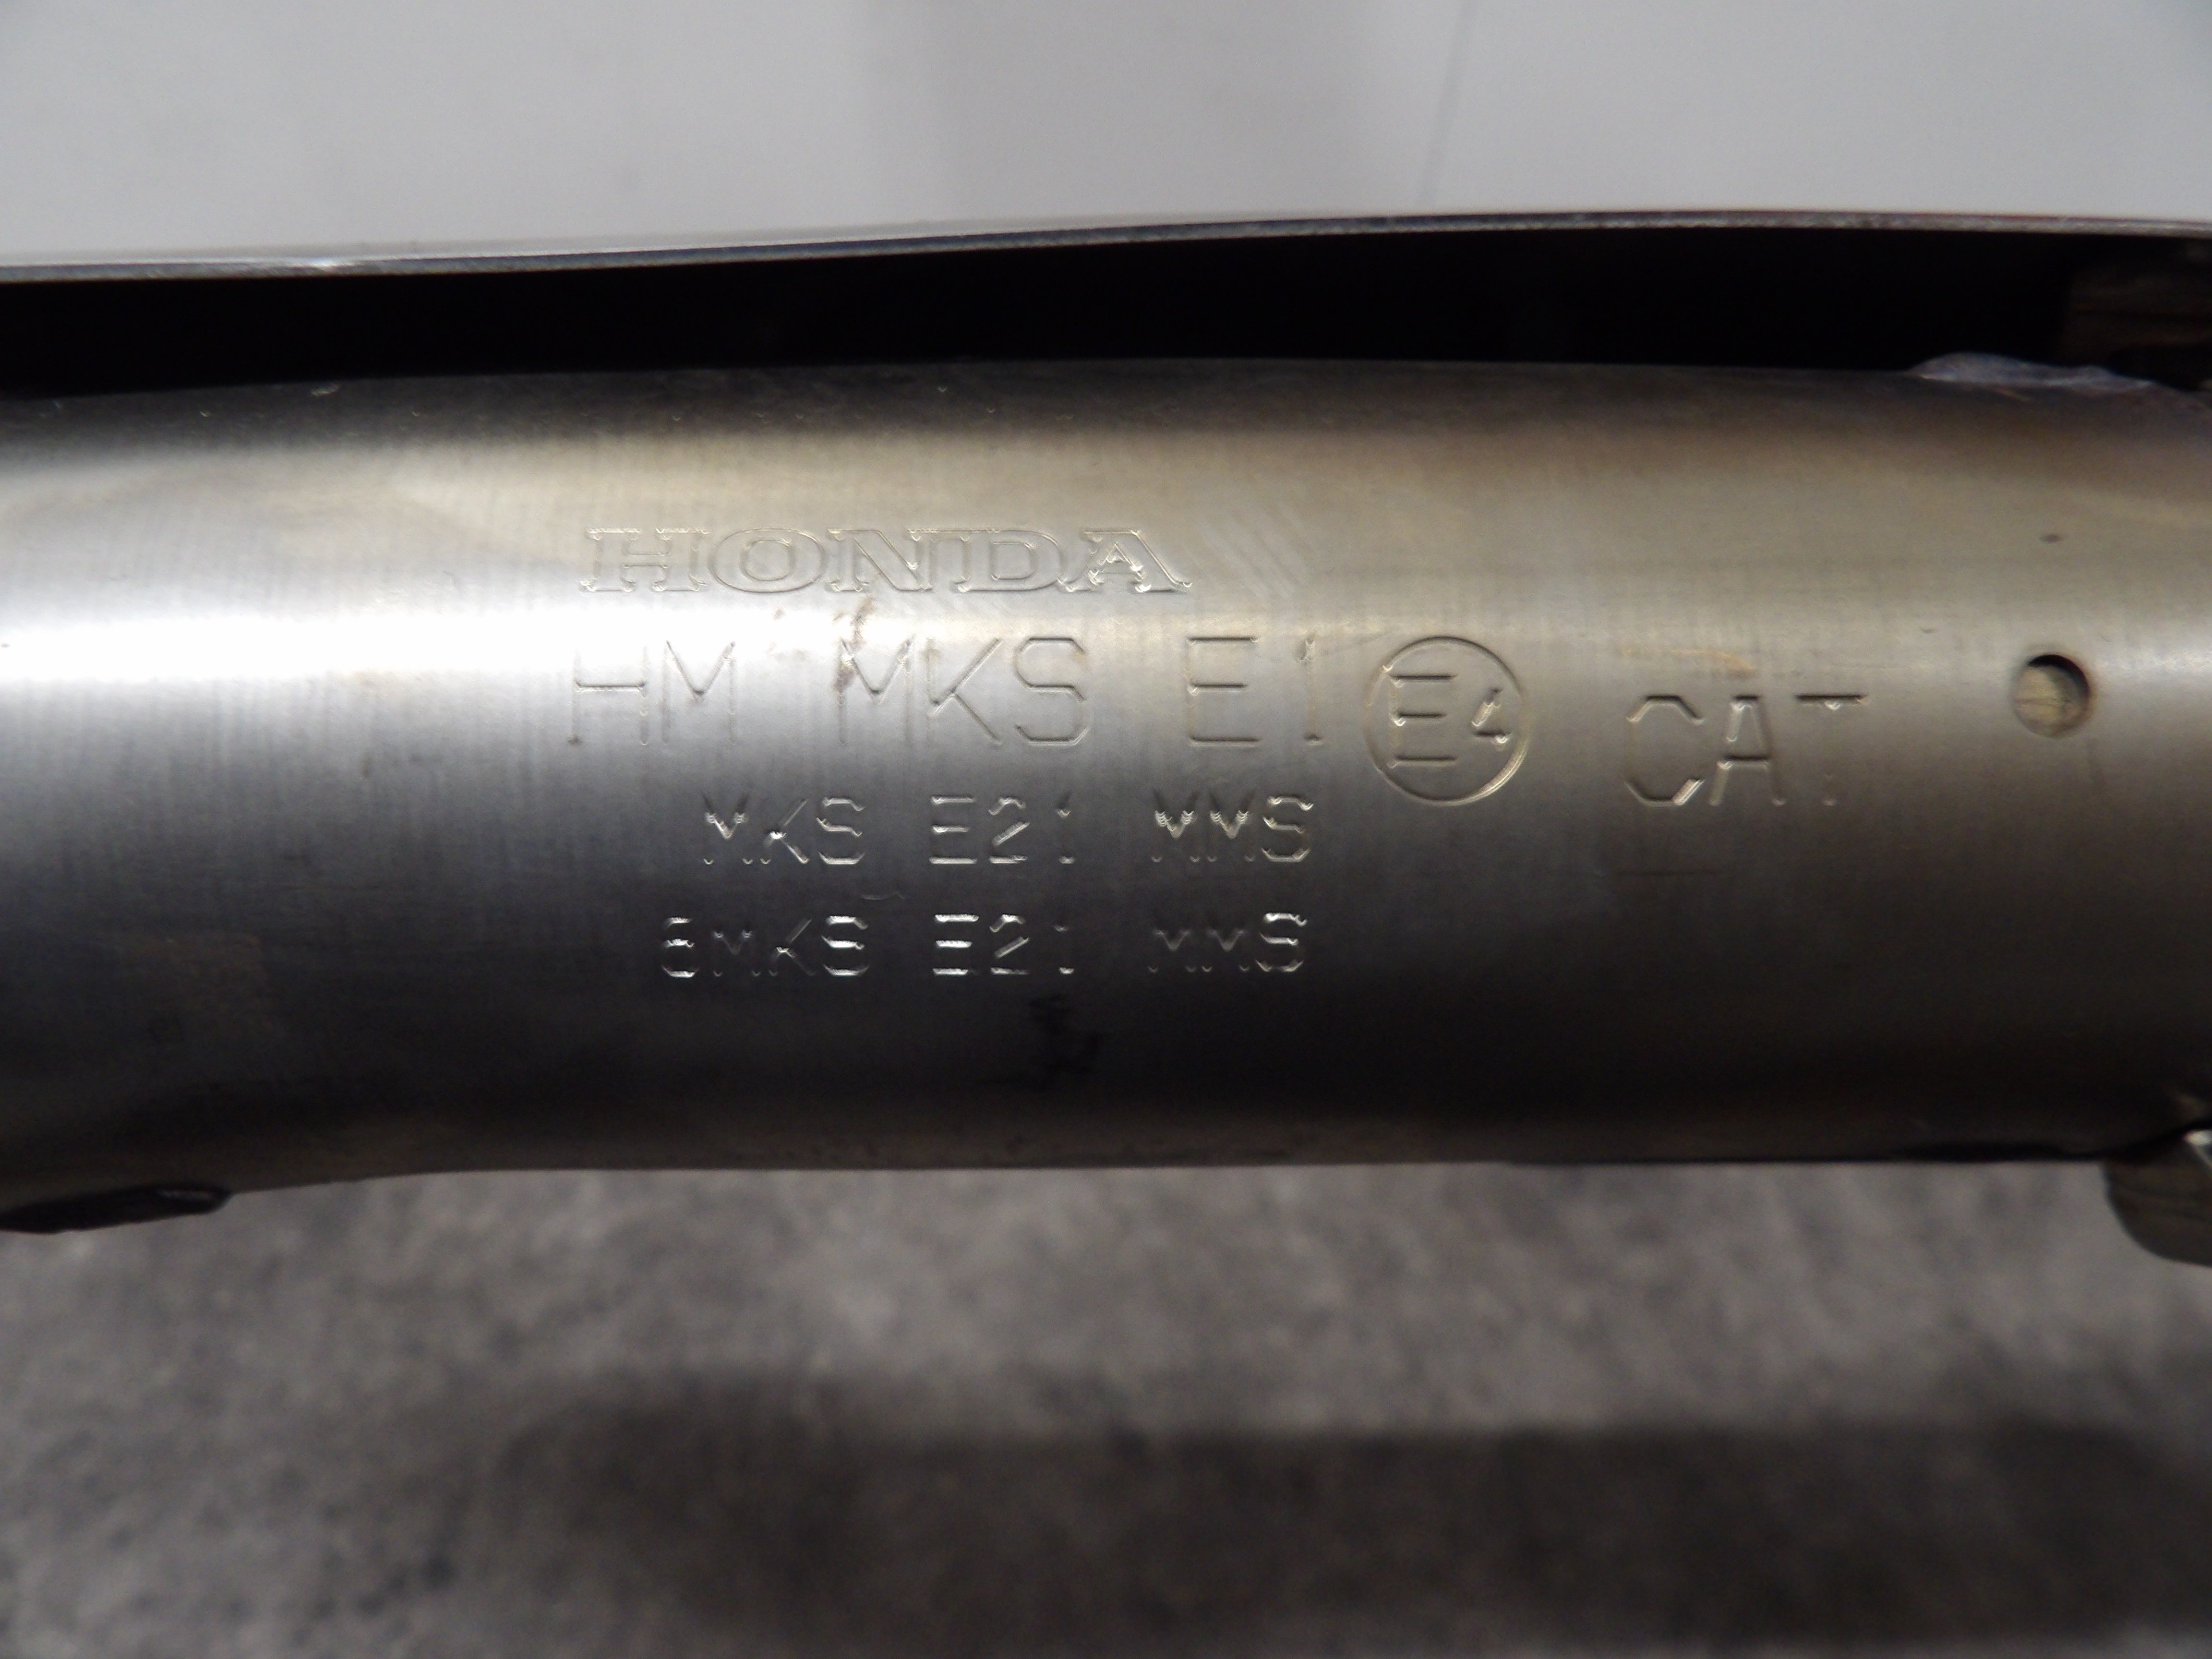 HONDA
HM MKS E1 E4 CAT
MKS E21 MMS
6MKS E21 MMS